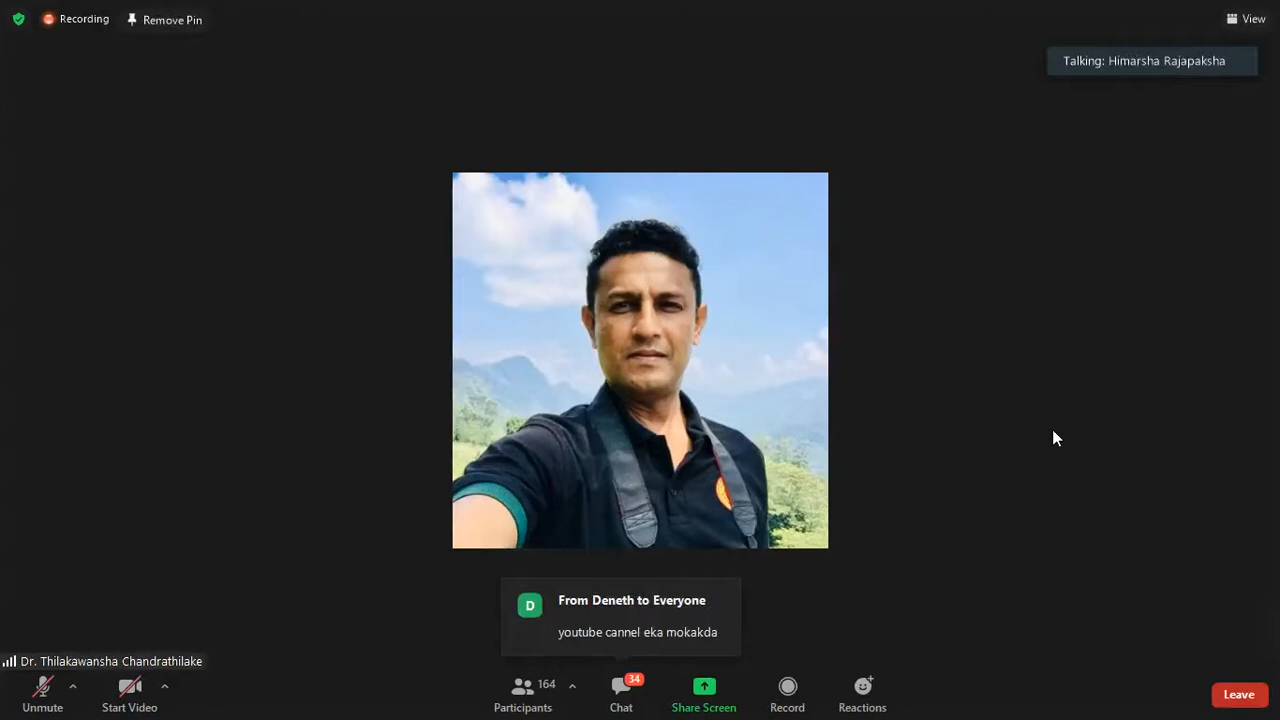 Recording
Remove Pin
View
Talking: Himarsha Rajapaksha
D
From Deneth to Everyone
youtube cannel eka mokakda
Dr. Thilakawansha Chandrathilake
164
34
Unmute
Start Video
Participants
Chat
Share Screen
Record
Reactions
Leave